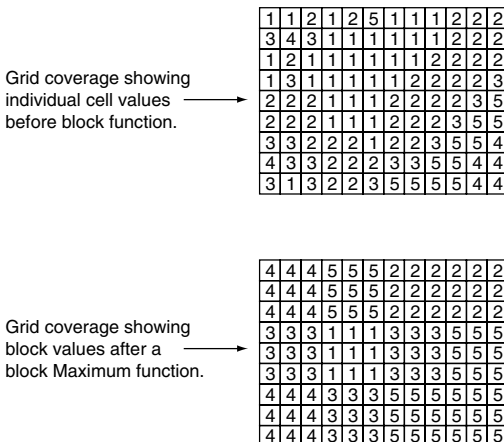 1 1 2 1 2 5 1 1 1 2 2 2
3 4 3 1 1 1 1 1 1 2 2 2
1 2 1 1 1 1 1 1 2 2 2 2
1 3 1 1 1 1 1 2 2 2 2 3
2 2 2 1 1 1 2 2 2 2 3 5
2 2 2 1 1 1 2 2 2 3 5 5
3 3 2 2 2 1 2 2 3 5 5 4
4 3 3 2 2 2 3 3 5 5 4 4
3 1 3 2 2 3 5 5 5 5 4 4
Grid coverage showing
individual cell values
before block function.
4 4 4 5 5 5 2 2 2 2 2 2
4 4 4 5 5 5 2 2 2 2 2 2
4 4 4 5 5 5 2 2 2 2 2 2
3 3 3 1 1 1 3 3 3 5 5 5
3 3 3 1 1 1 3 3 3 5 5 5
3 3 3 1 1 1 3 3 3 5 5 5
4 4 4 3 3 3 5 5 5 5 5 5
4 4 4 3 3 3 5 5 5 5 5 5
4 4 4 3 3 3 5 5 5 5 5 5
Grid coverage showing
block values after a
block Maximum function.